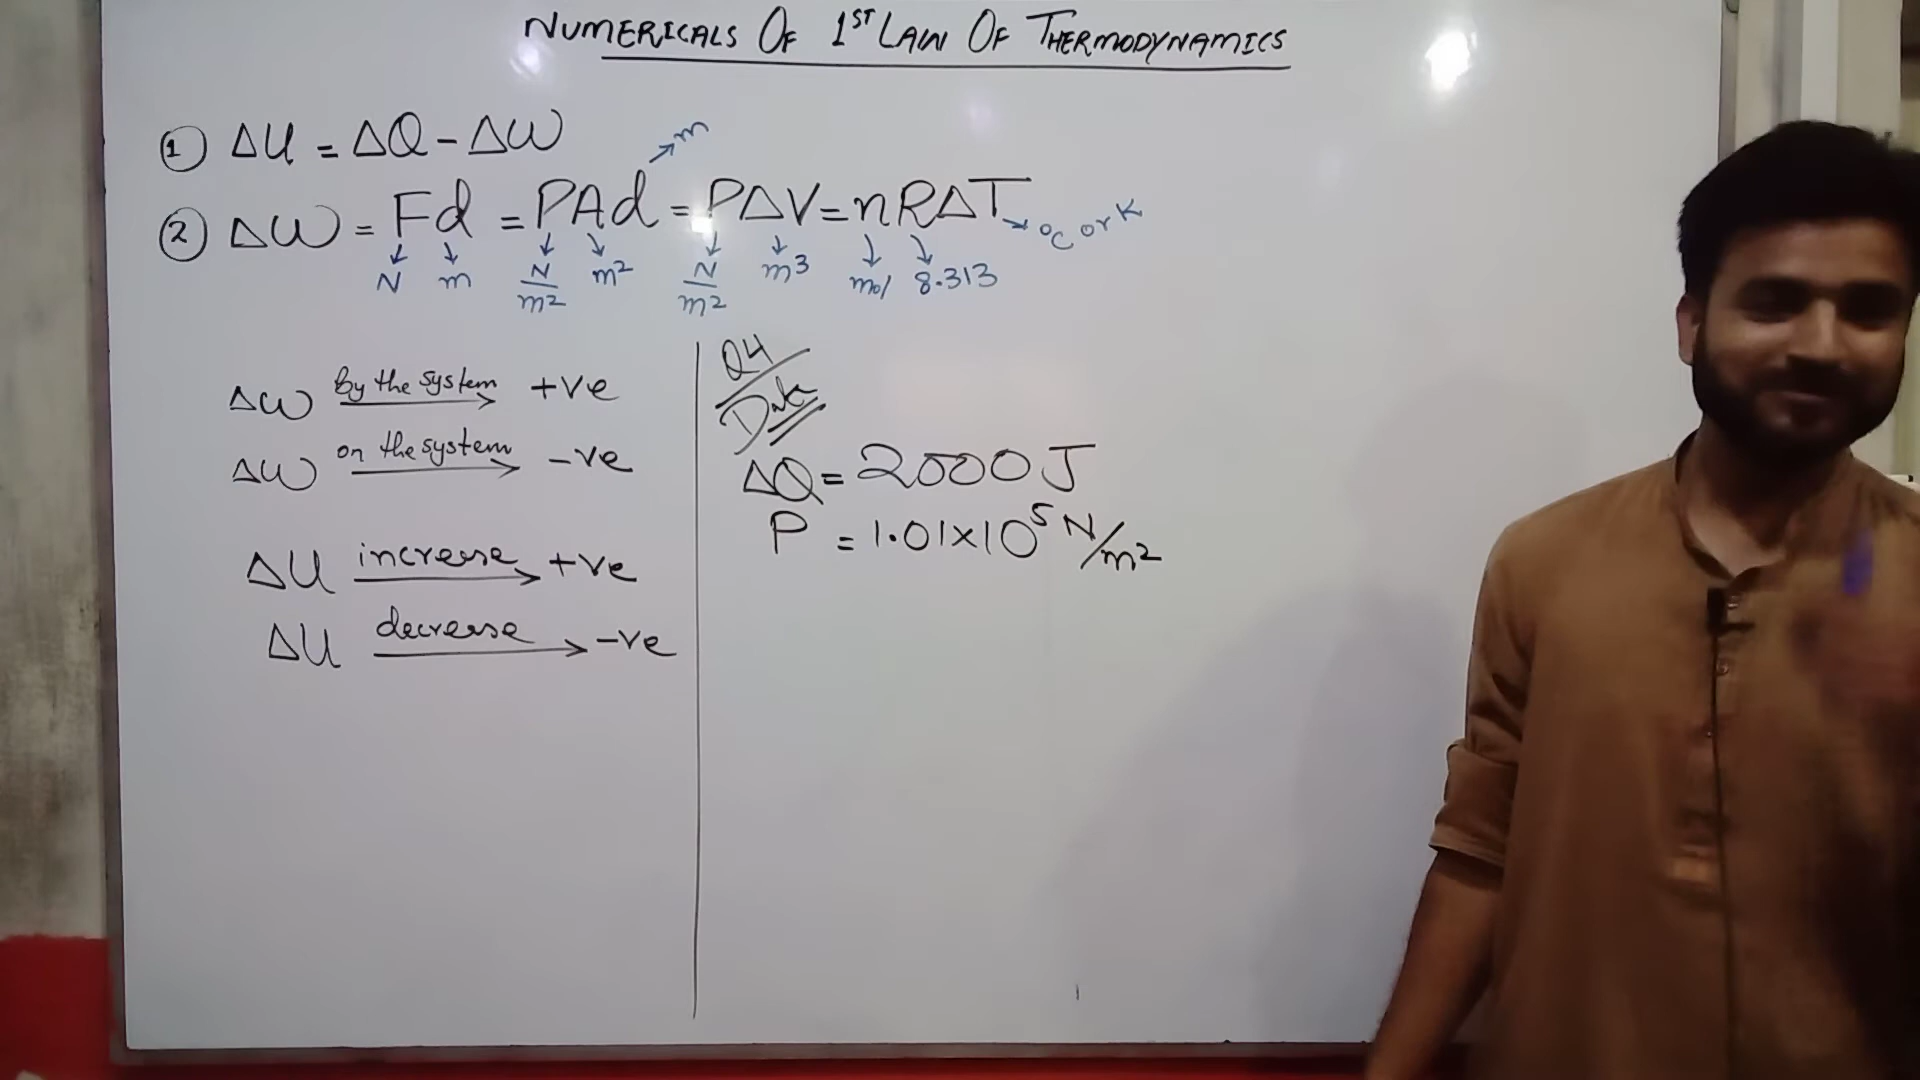 NUMERICALS OF 1ST LAW OF THERMODYNAMICS
① ΔU = ΔQ - ΔW
② ΔW = Fd = PAd = PΔV = nRΔT
→ m
→ °C or K
↓ N ↓ m ↓ N/m² ↓ m² ↓ N/m² ↓ m³ ↓ mol ↓ 8.313
ΔW By the system → +ve
ΔW on the system → -ve
ΔU increase → +ve
ΔU decrease → -ve
Q4
Data
ΔQ = 2000 J
P = 1.01×10⁵ N/m²